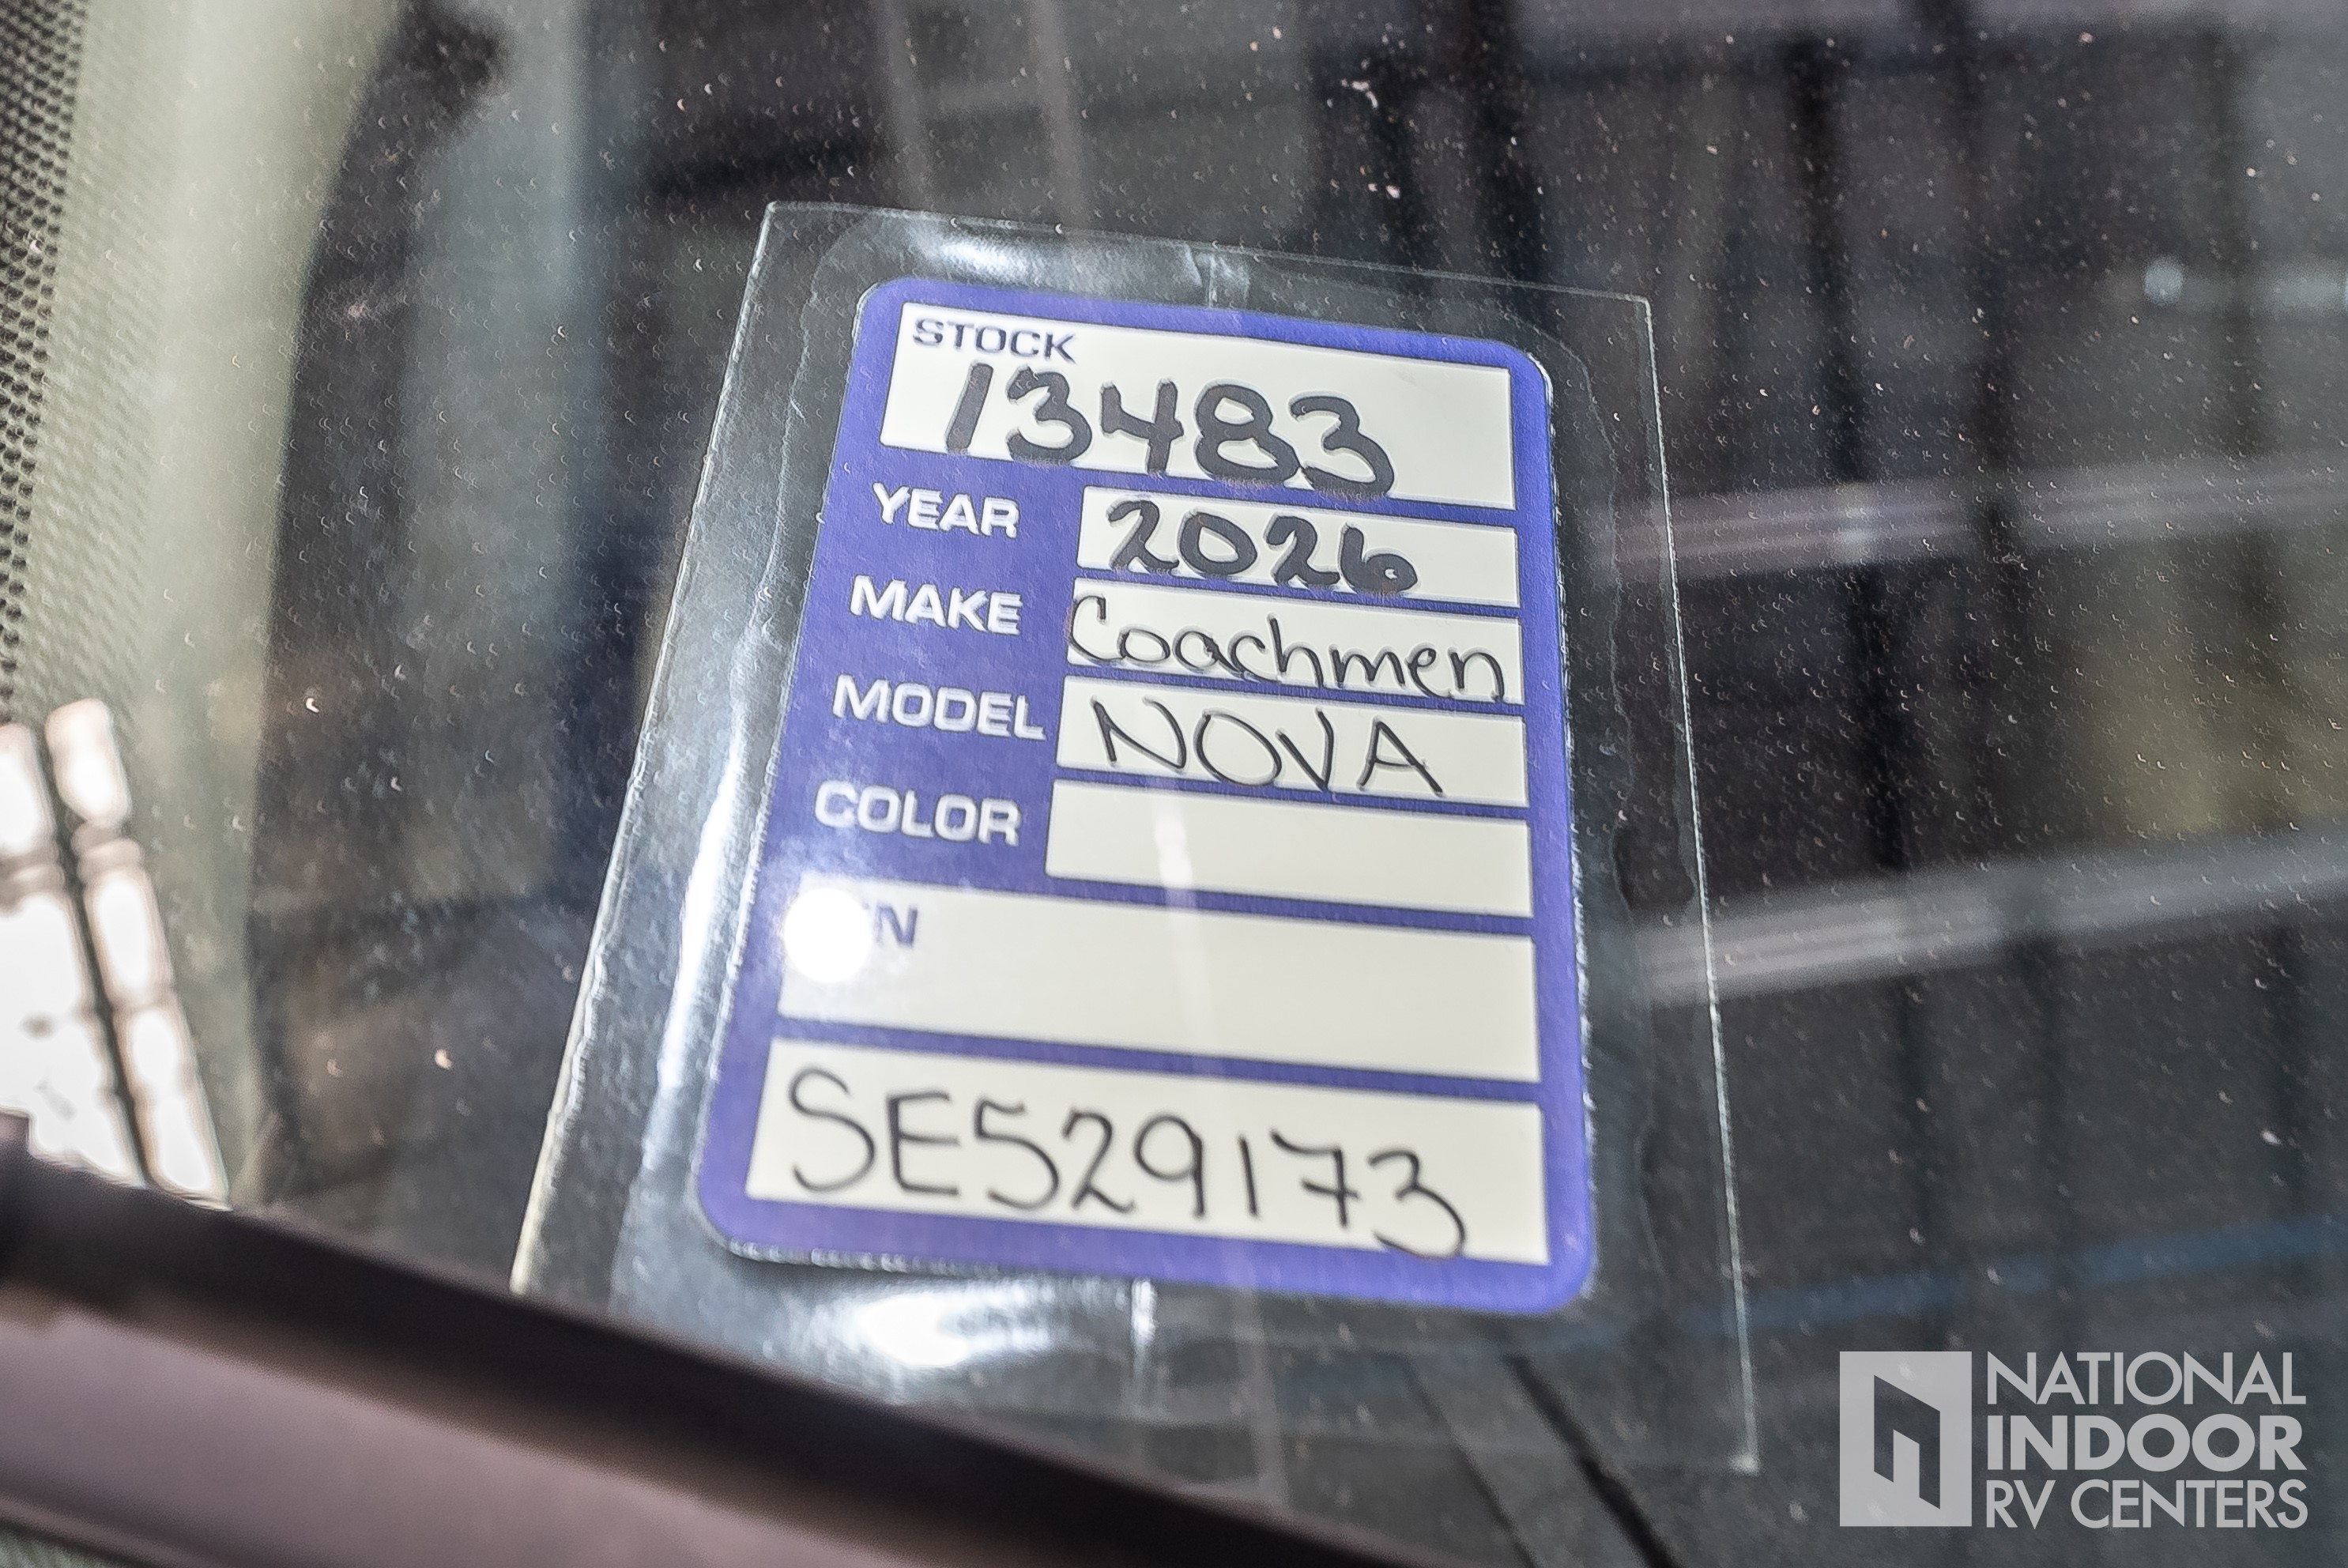 STOCK
13483
YEAR 2026
MAKE Coachmen
MODEL NOVA
COLOR
SE529173
NATIONAL
INDOOR
RV CENTERS